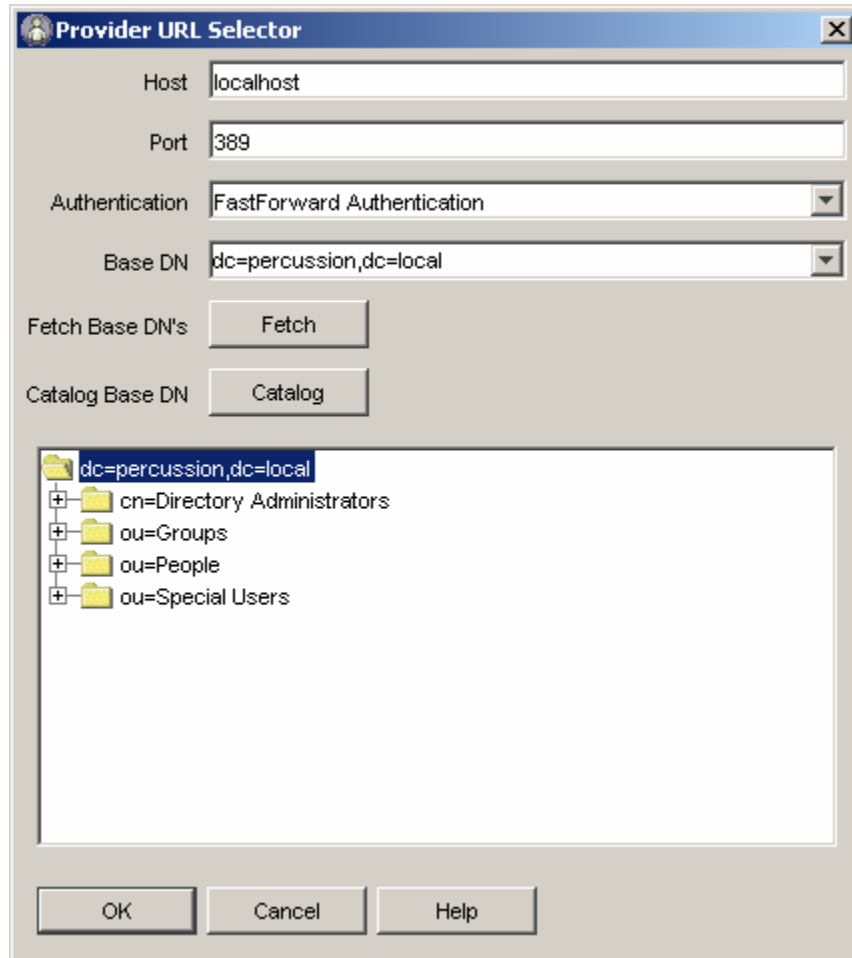 Provider URL Selector
Host localhost
Port 389
Authentication FastForward Authentication
Base DN dc=percussion,dc=local
Fetch Base DN's Fetch
Catalog Base DN Catalog
dc=percussion,dc=local
cn=Directory Administrators
ou=Groups
ou=People
ou=Special Users
OK Cancel Help